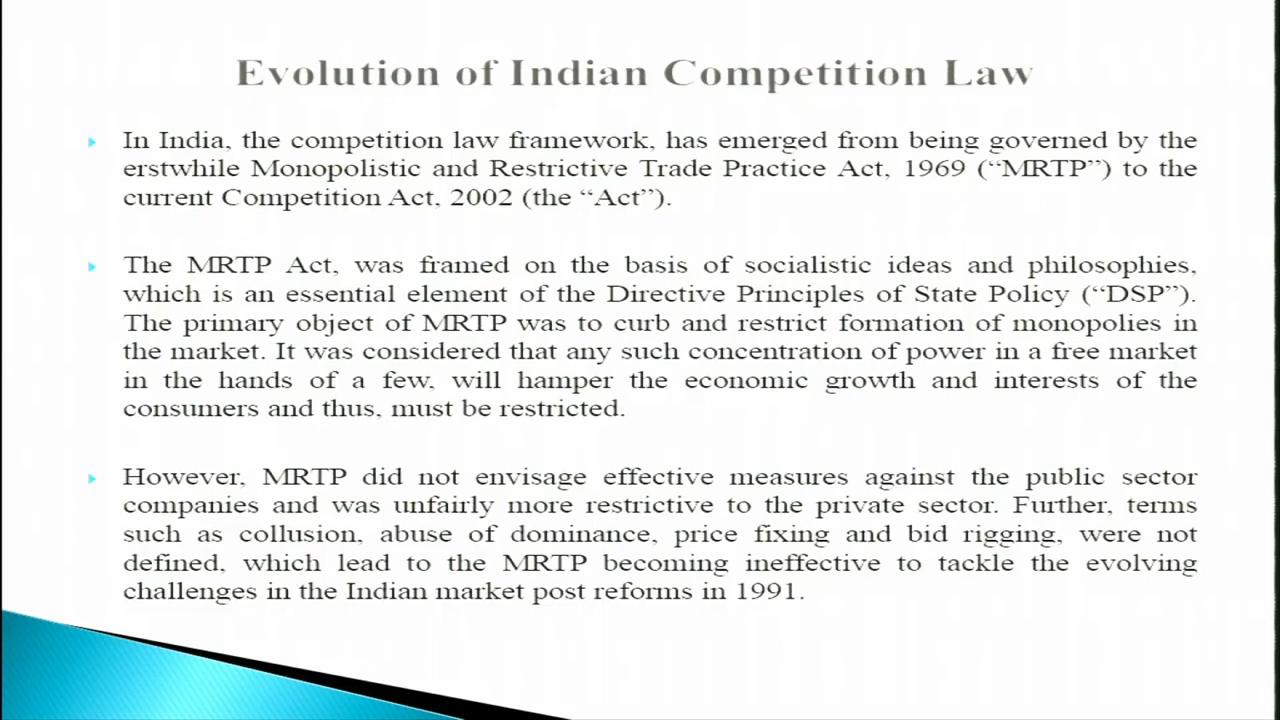 Evolution of Indian Competition Law
In India, the competition law framework, has emerged from being governed by the
erstwhile Monopolistic and Restrictive Trade Practice Act, 1969 (“MRTP”) to the
current Competition Act, 2002 (the “Act”).
The MRTP Act, was framed on the basis of socialistic ideas and philosophies,
which is an essential element of the Directive Principles of State Policy (“DSP”).
The primary object of MRTP was to curb and restrict formation of monopolies in
the market. It was considered that any such concentration of power in a free market
in the hands of a few, will hamper the economic growth and interests of the
consumers and thus, must be restricted.
However, MRTP did not envisage effective measures against the public sector
companies and was unfairly more restrictive to the private sector. Further, terms
such as collusion, abuse of dominance, price fixing and bid rigging, were not
defined, which lead to the MRTP becoming ineffective to tackle the evolving
challenges in the Indian market post reforms in 1991.